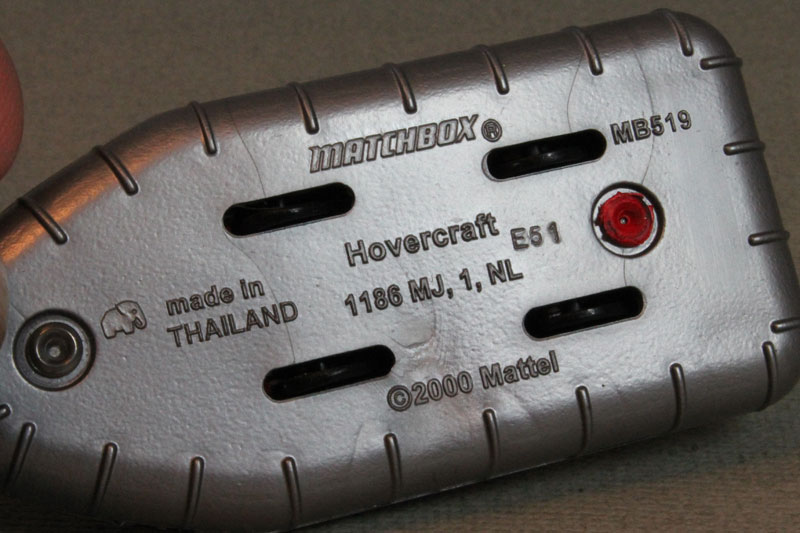 MATCHBOX®
MB519
Hovercraft
E51
1186 MJ, 1, NL
made in
THAILAND
©2000 Mattel